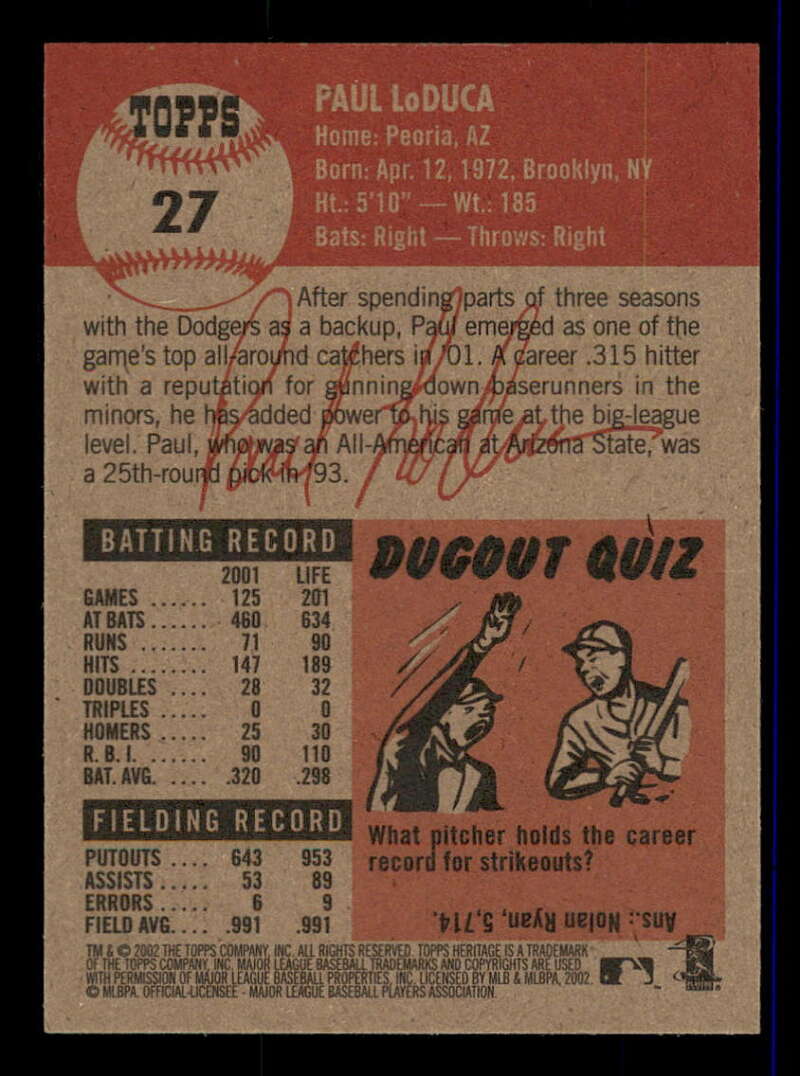 TOPPS
27
PAUL LoDUCA
Home: Peoria, AZ
Born: Apr. 12, 1972, Brooklyn, NY
Ht.: 5'10" — Wt.: 185
Bats: Right — Throws: Right
After spending parts of three seasons
with the Dodgers as a backup, Paul emerged as one of the
game's top all-around catchers in '01. A career .315 hitter
with a reputation for gunning down baserunners in the
minors, he has added power to his game at the big-league
level. Paul, who was an All-American at Arizona State, was
a 25th-round pick in '93.
BATTING RECORD
2001 LIFE
GAMES ...... 125 201
AT BATS...... 460 634
RUNS ....... 71 90
HITS ........ 147 189
DOUBLES .... 28 32
TRIPLES ..... 0 0
HOMERS ..... 25 30
R. B. I. ...... 90 110
BAT. AVG. .... .320 .298
FIELDING RECORD
PUTOUTS .... 643 953
ASSISTS ..... 53 89
ERRORS ..... 6 9
FIELD AVG.... .991 .991
DUGOUT QUIZ
What pitcher holds the career
record for strikeouts?
Ans.: Nolan Ryan, 5,714.
TM & © 2002 THE TOPPS COMPANY, INC. ALL RIGHTS RESERVED. TOPPS HERITAGE IS A TRADEMARK
OF THE TOPPS COMPANY, INC. MAJOR LEAGUE BASEBALL TRADEMARKS AND COPYRIGHTS ARE USED
WITH PERMISSION OF MAJOR LEAGUE BASEBALL PROPERTIES, INC. LICENSED BY MLB & MLBPA, 2002.
© MLBPA. OFFICIAL LICENSEE - MAJOR LEAGUE BASEBALL PLAYERS ASSOCIATION.